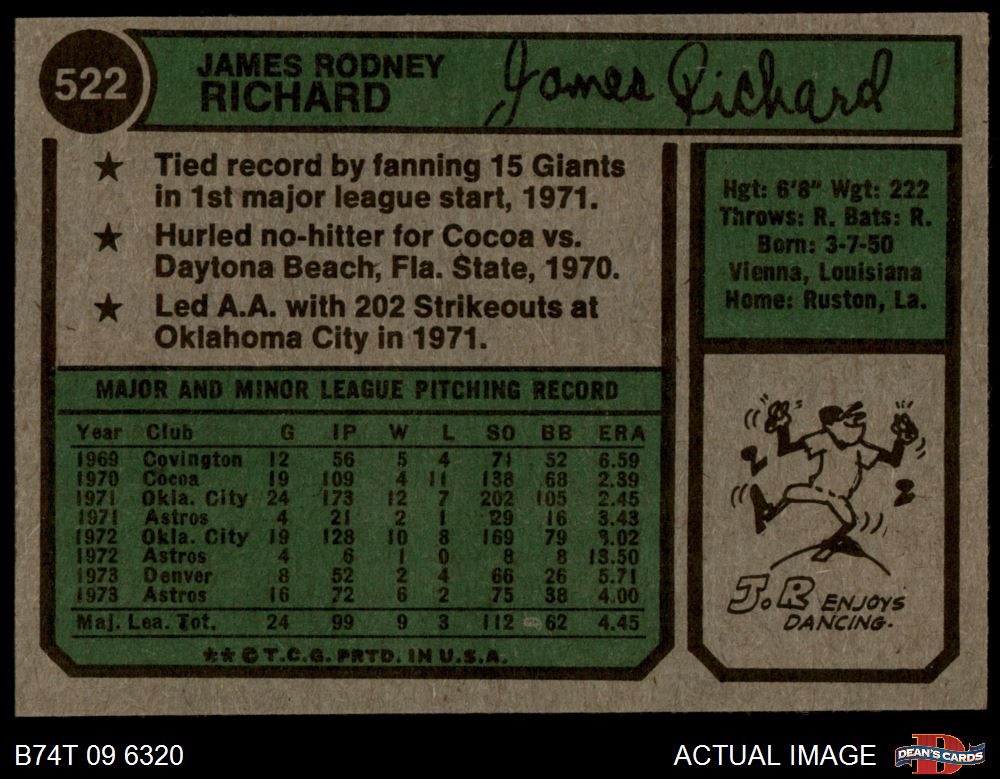 522
JAMES RODNEY
RICHARD
James Richard
★ Tied record by fanning 15 Giants
in 1st major league start, 1971.
★ Hurled no-hitter for Cocoa vs.
Daytona Beach, Fla. State, 1970.
★ Led A.A. with 202 Strikeouts at
Oklahoma City in 1971.
Hgt: 6'8" Wgt: 222
Throws: R. Bats: R.
Born: 3-7-50
Vienna, Louisiana
Home: Ruston, La.
MAJOR AND MINOR LEAGUE PITCHING RECORD
Year Club G IP W L SO BB ERA
1969 Covington 12 56 5 4 71 52 6.59
1970 Cocoa 19 109 4 11 138 68 2.39
1971 Okla. City 24 173 12 7 202 105 2.45
1971 Astros 4 21 2 1 29 16 3.43
1972 Okla. City 19 128 10 8 169 79 3.02
1972 Astros 4 6 1 0 8 8 13.50
1973 Denver 8 52 2 4 66 26 5.71
1973 Astros 16 72 6 2 75 38 4.00
Maj. Lea. Tot. 24 99 9 3 112 62 4.45
** © T.C.G. PRTD. IN U.S.A.
J.R ENJOYS
DANCING.
B74T 09 6320
ACTUAL IMAGE
DEAN'S CARDS